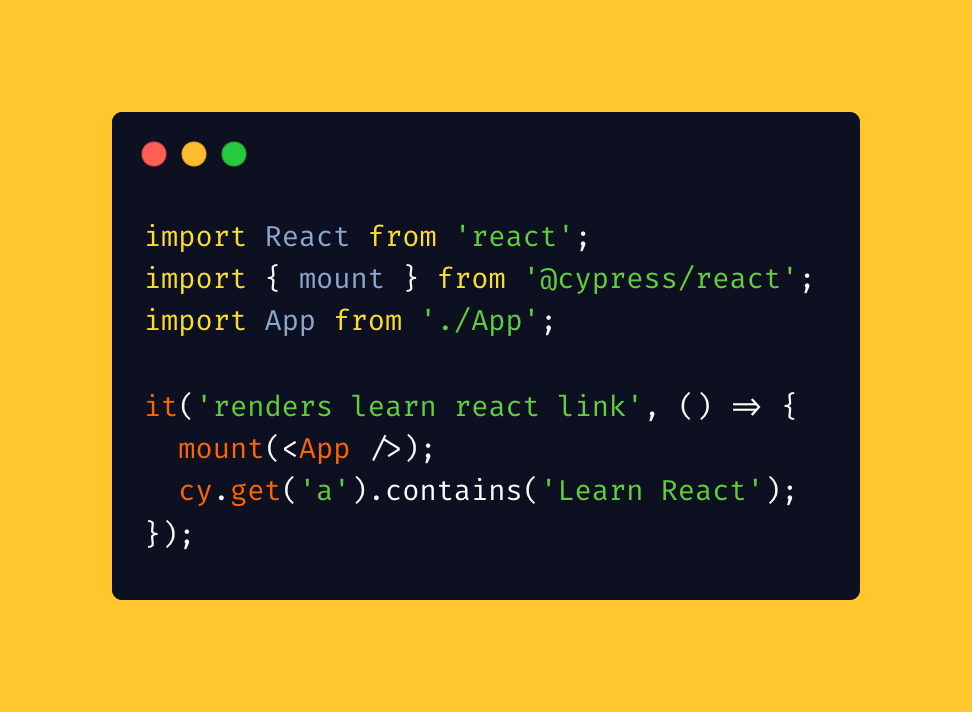 import React from 'react';
import { mount } from '@cypress/react';
import App from './App';
it('renders learn react link', () => {
  mount(<App />);
  cy.get('a').contains('Learn React');
});